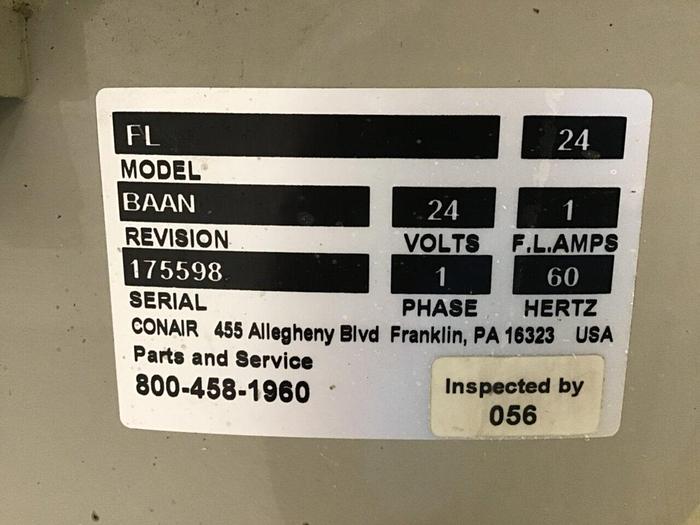 FL 24
MODEL
BAAN 24 1
REVISION VOLTS F.L.AMPS
175598 1 60
SERIAL PHASE HERTZ
CONAIR 455 Allegheny Blvd Franklin, PA 16323 USA
Parts and Service
800-458-1960
Inspected by
056